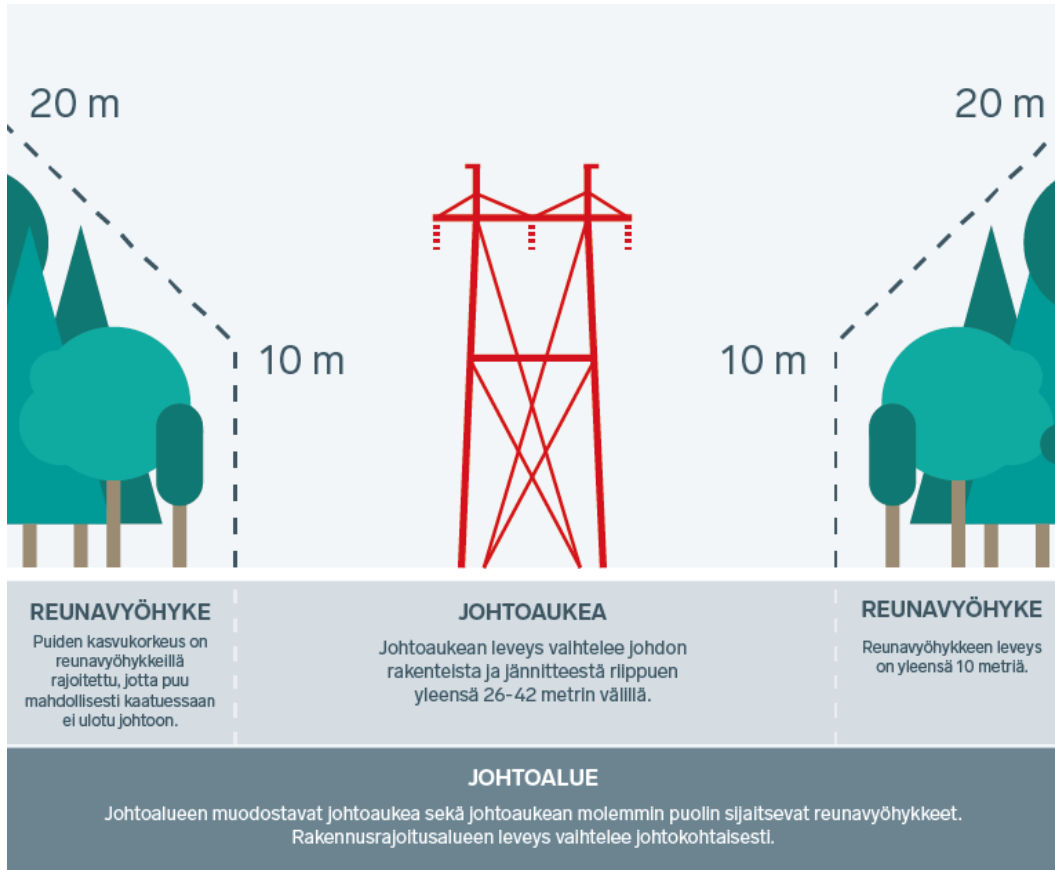 20 m
20 m
10 m
10 m
REUNAVYÖHYKE
Puiden kasvukorkeus on
reunavyöhykkeillä
rajoitettu, jotta puu
mahdollisesti kaatuessaan
ei ulotu johtoon.
JOHTOAUKEA
Johtoaukean leveys vaihtelee johdon
rakenteista ja jännitteestä riippuen
yleensä 26-42 metrin välillä.
REUNAVYÖHYKE
Reunavyöhykkeen leveys
on yleensä 10 metriä.
JOHTOALUE
Johtoalueen muodostavat johtoaukea sekä johtoaukean molemmin puolin sijaitsevat reunavyöhykkeet.
Rakennusrajoitusalueen leveys vaihtelee johtokohtaisesti.